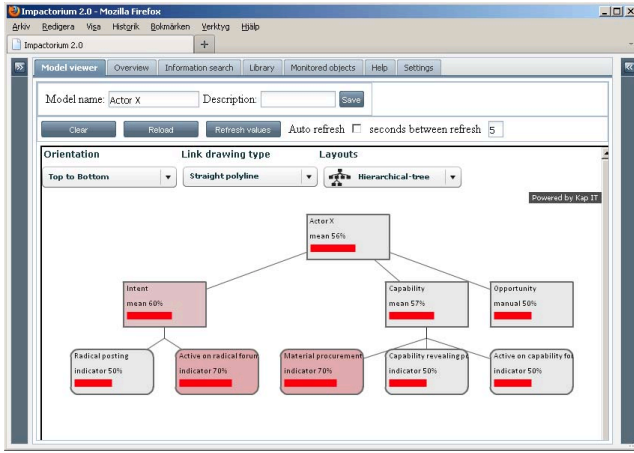 Impactorium 2.0 - Mozilla Firefox
Arkiv Redigera Visa Historik Bokmärken Verktyg Hjälp
Impactorium 2.0
Model viewer Overview Information search Library Monitored objects Help Settings
Model name: Actor X Description: Save
Clear Reload Refresh values Auto refresh seconds between refresh 5
Orientation Link drawing type Layouts
Top to Bottom Straight polyline Hierarchical-tree
Powered by Kap IT
Actor X
mean 56%
Intent Capability Opportunity
mean 60% mean 57% manual 50%
Radical posting Active on radical forum Material procurement Capability revealing po Active on capability fo
indicator 50% indicator 70% indicator 70% indicator 50% indicator 50%